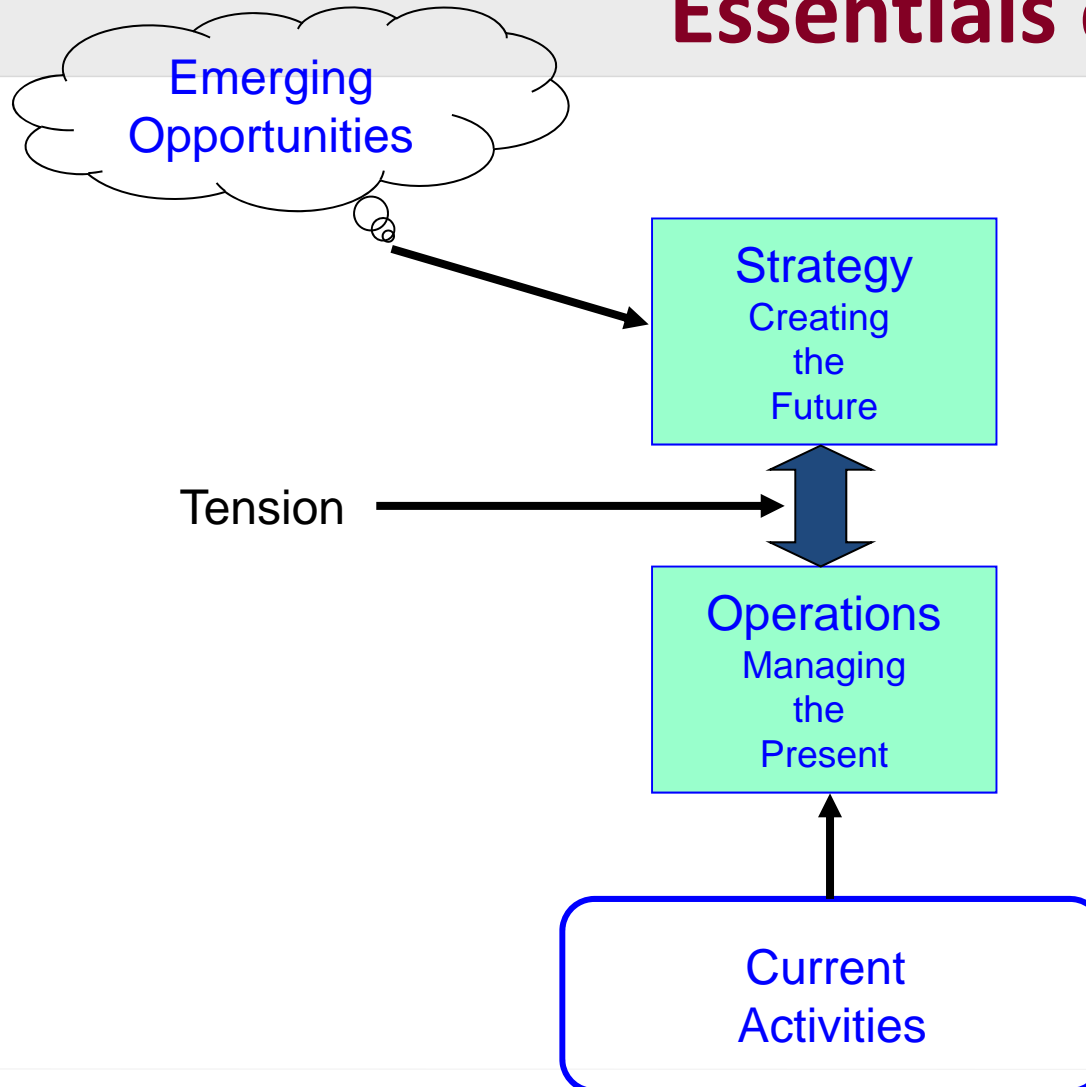 Essentials
Emerging
Opportunities
Strategy
Creating
the
Future
Tension
Operations
Managing
the
Present
Current
Activities